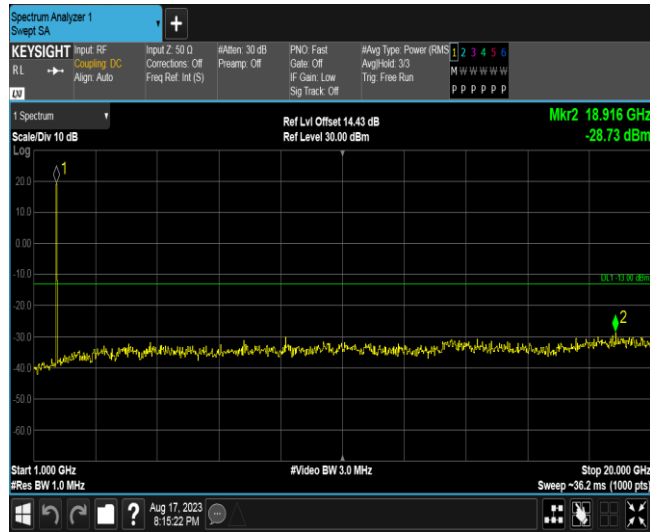 Spectrum Analyzer 1
Swept SA
+
KEYSIGHT Input: RF Input Z: 50 Ω #Atten: 30 dB PNO: Fast #Avg Type: Power (RMS 1 2 3 4 5 6
RL Coupling: DC Corrections: Off Preamp: Off Gate: Off Avg|Hold: 3/3 M W W W W W
Align: Auto Freq Ref: Int (S) IF Gain: Low Trig: Free Run
LXI Sig Track: Off P P P P P P
1 Spectrum Ref Lvl Offset 14.43 dB Mkr2 18.916 GHz
Scale/Div 10 dB Ref Level 30.00 dBm -28.73 dBm
Log
1
20.0
10.0
0.00
-10.0
DL1 -13.00 dBm
-20.0
2
-30.0
-40.0
-50.0
-60.0
Start 1.000 GHz #Video BW 3.0 MHz Stop 20.000 GHz
#Res BW 1.0 MHz Sweep ~36.2 ms (1000 pts)
? Aug 17, 2023
8:15:22 PM